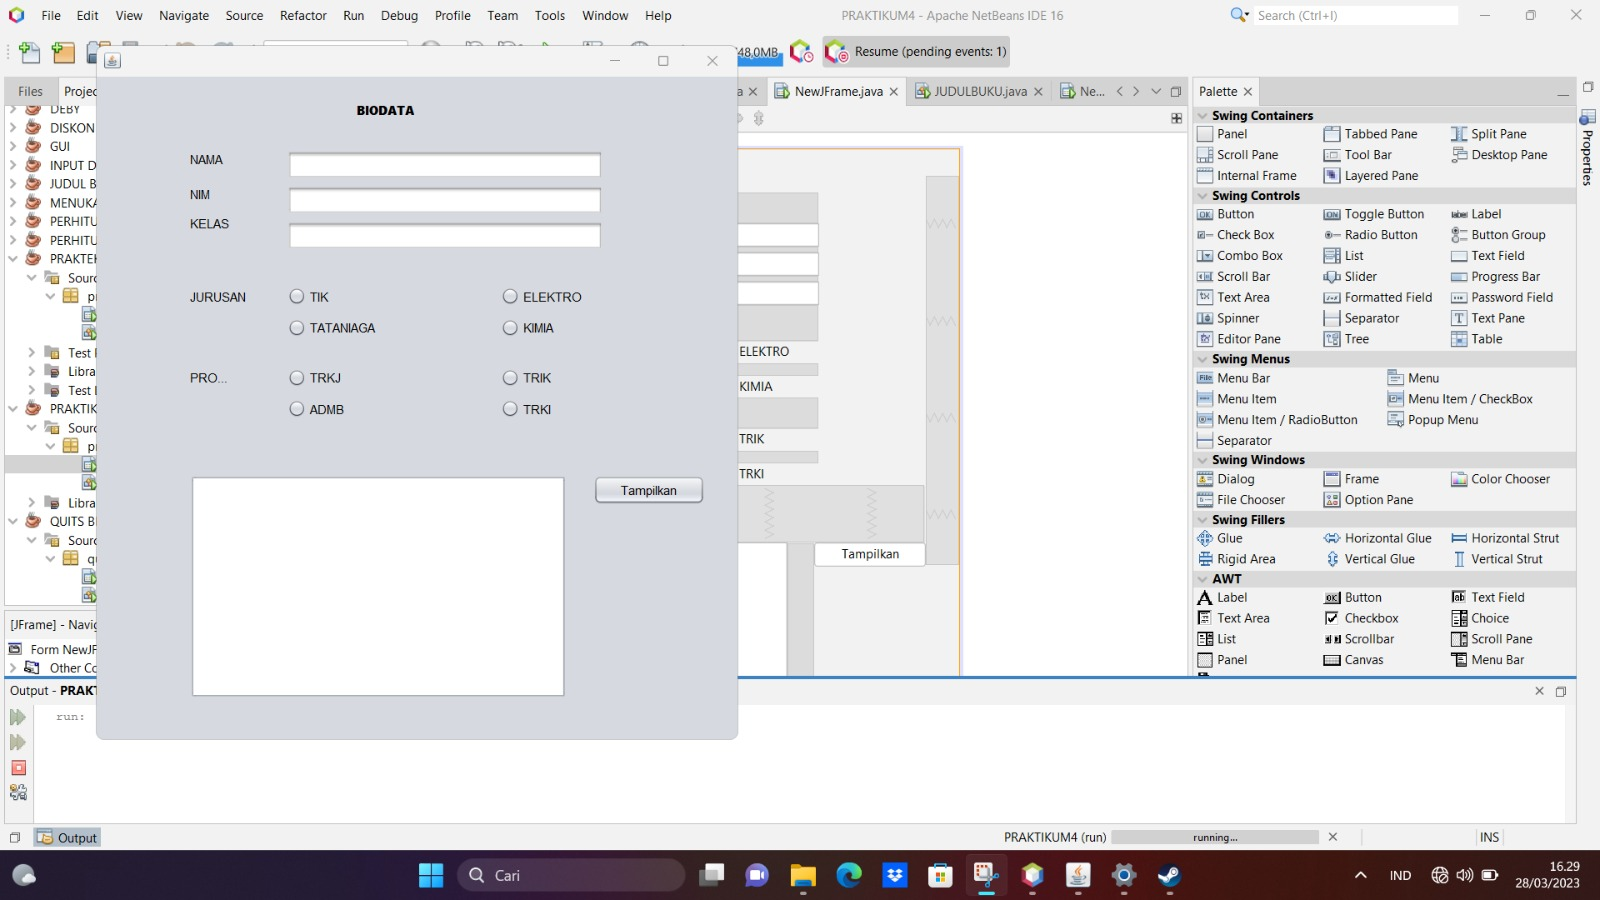 File Edit View Navigate Source Refactor Run Debug Profile Team Tools Window Help PRAKTIKUM4 - Apache NetBeans IDE 16 Search (Ctrl+I)
48,0MB Resume (pending events: 1)
Files Projec NewJFrame.java JUDULBUKU.java Ne... Palette
DEBY
DISKON
GUI
INPUT D
JUDUL B
MENUKA
PERHITU
PERHITU
PRAKTEK
Sourc
Test
Libra
Test
PRAKTIK
Sourc
Libra
QUITS B
Sourc
[JFrame] - Navig
Form NewJF
Other Co
BIODATA
NAMA
NIM
KELAS
JURUSAN TIK ELEKTRO
TATANIAGA KIMIA
PRO... TRKJ TRIK
ADMB TRKI
Tampilkan
ELEKTRO
KIMIA
TRIK
TRKI
Tampilkan
Swing Containers
Panel Tabbed Pane Split Pane
Scroll Pane Tool Bar Desktop Pane
Internal Frame Layered Pane
Swing Controls
Button Toggle Button Label
Check Box Radio Button Button Group
Combo Box List Text Field
Scroll Bar Slider Progress Bar
Text Area Formatted Field Password Field
Spinner Separator Text Pane
Editor Pane Tree Table
Swing Menus
Menu Bar Menu
Menu Item Menu Item / CheckBox
Menu Item / RadioButton Popup Menu
Separator
Swing Windows
Dialog Frame Color Chooser
File Chooser Option Pane
Swing Fillers
Glue Horizontal Glue Horizontal Strut
Rigid Area Vertical Glue Vertical Strut
AWT
Label Button Text Field
Text Area Checkbox Choice
List Scrollbar Scroll Pane
Panel Canvas Menu Bar
Properties
Output - PRAKT
run:
Output PRAKTIKUM4 (run) running... INS
Cari IND 16.29
28/03/2023